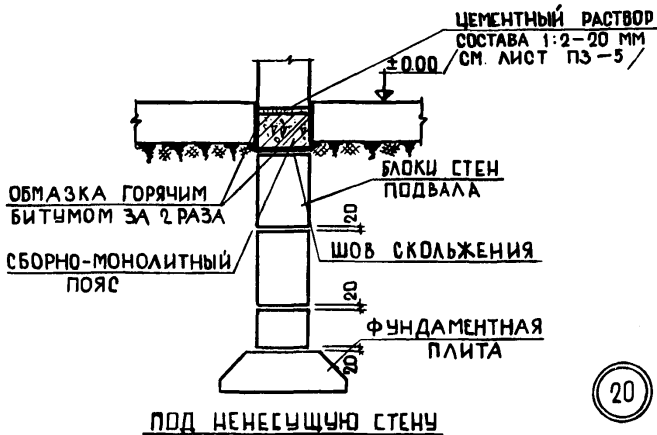 ЦЕМЕНТНЫЙ РАСТВОР
СОСТАВА 1:2-20 ММ
СМ. ЛИСТ ПЗ-5
±0.00
БЛОКИ СТЕН
ПОДВАЛА
ОБМАЗКА ГОРЯЧИМ
БИТУМОМ ЗА 2 РАЗА
20
СБОРНО-МОНОЛИТНЫЙ
ПОЯС
ШОВ СКОЛЬЖЕНИЯ
20
ФУНДАМЕНТНАЯ
ПЛИТА
20
20
ПОД НЕНЕСУЩУЮ СТЕНУ